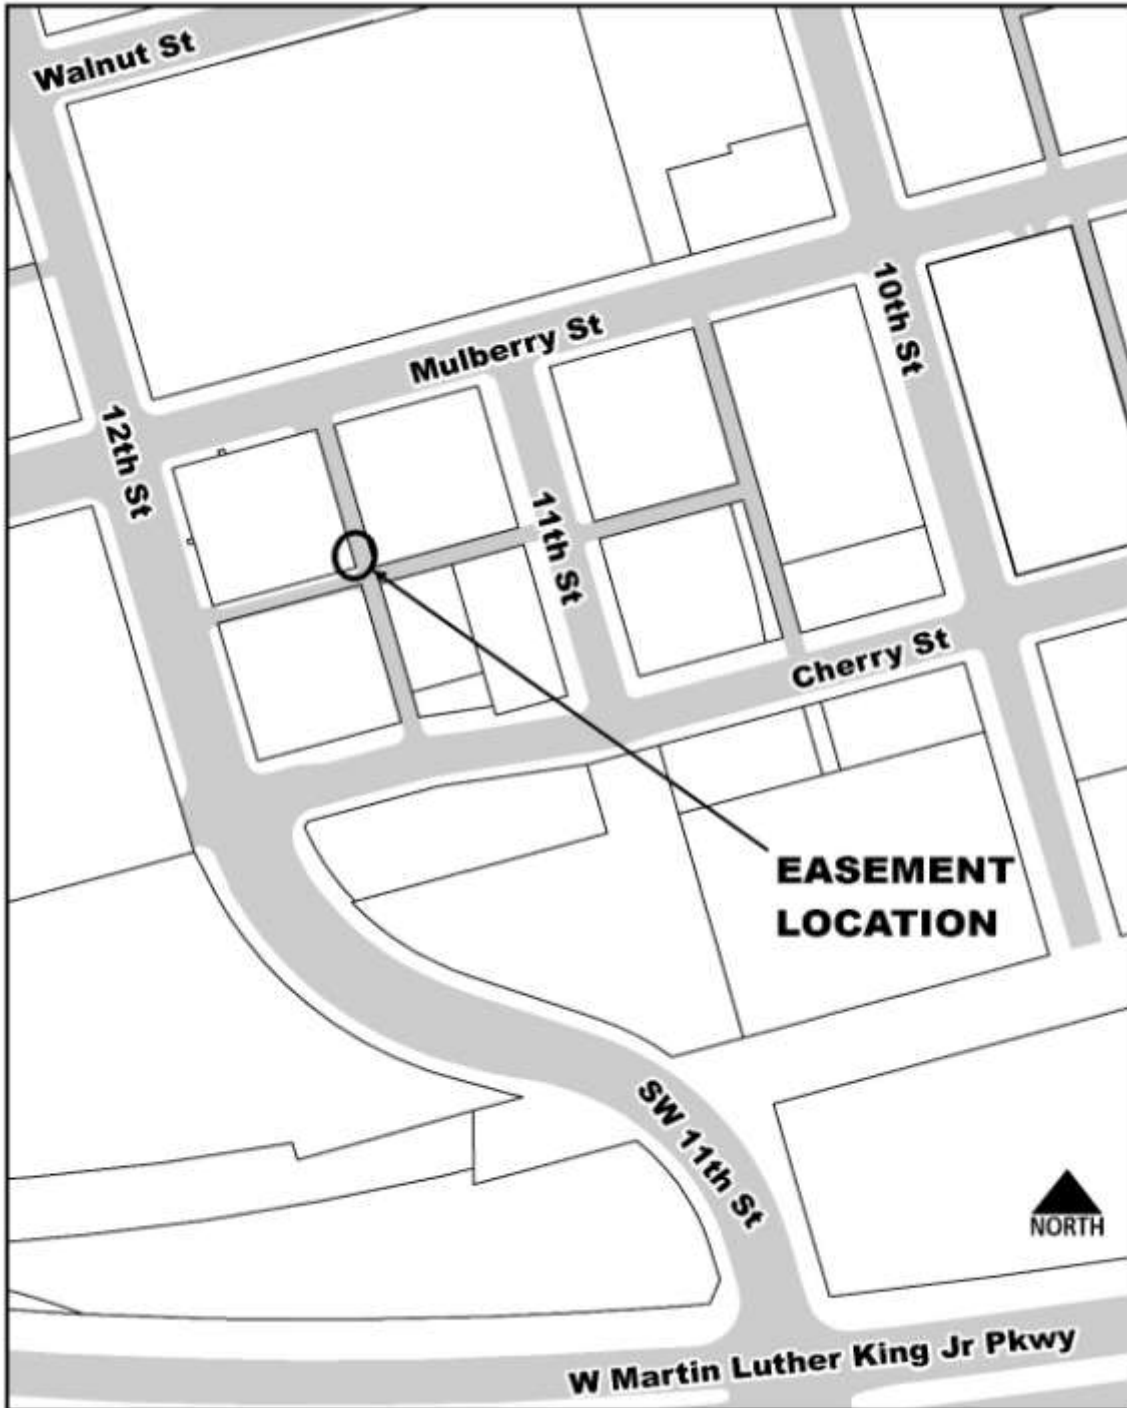 Walnut St
10th St
Mulberry St
12th St
11th St
Cherry St
EASEMENT
LOCATION
SW 11th St
NORTH
W Martin Luther King Jr Pkwy